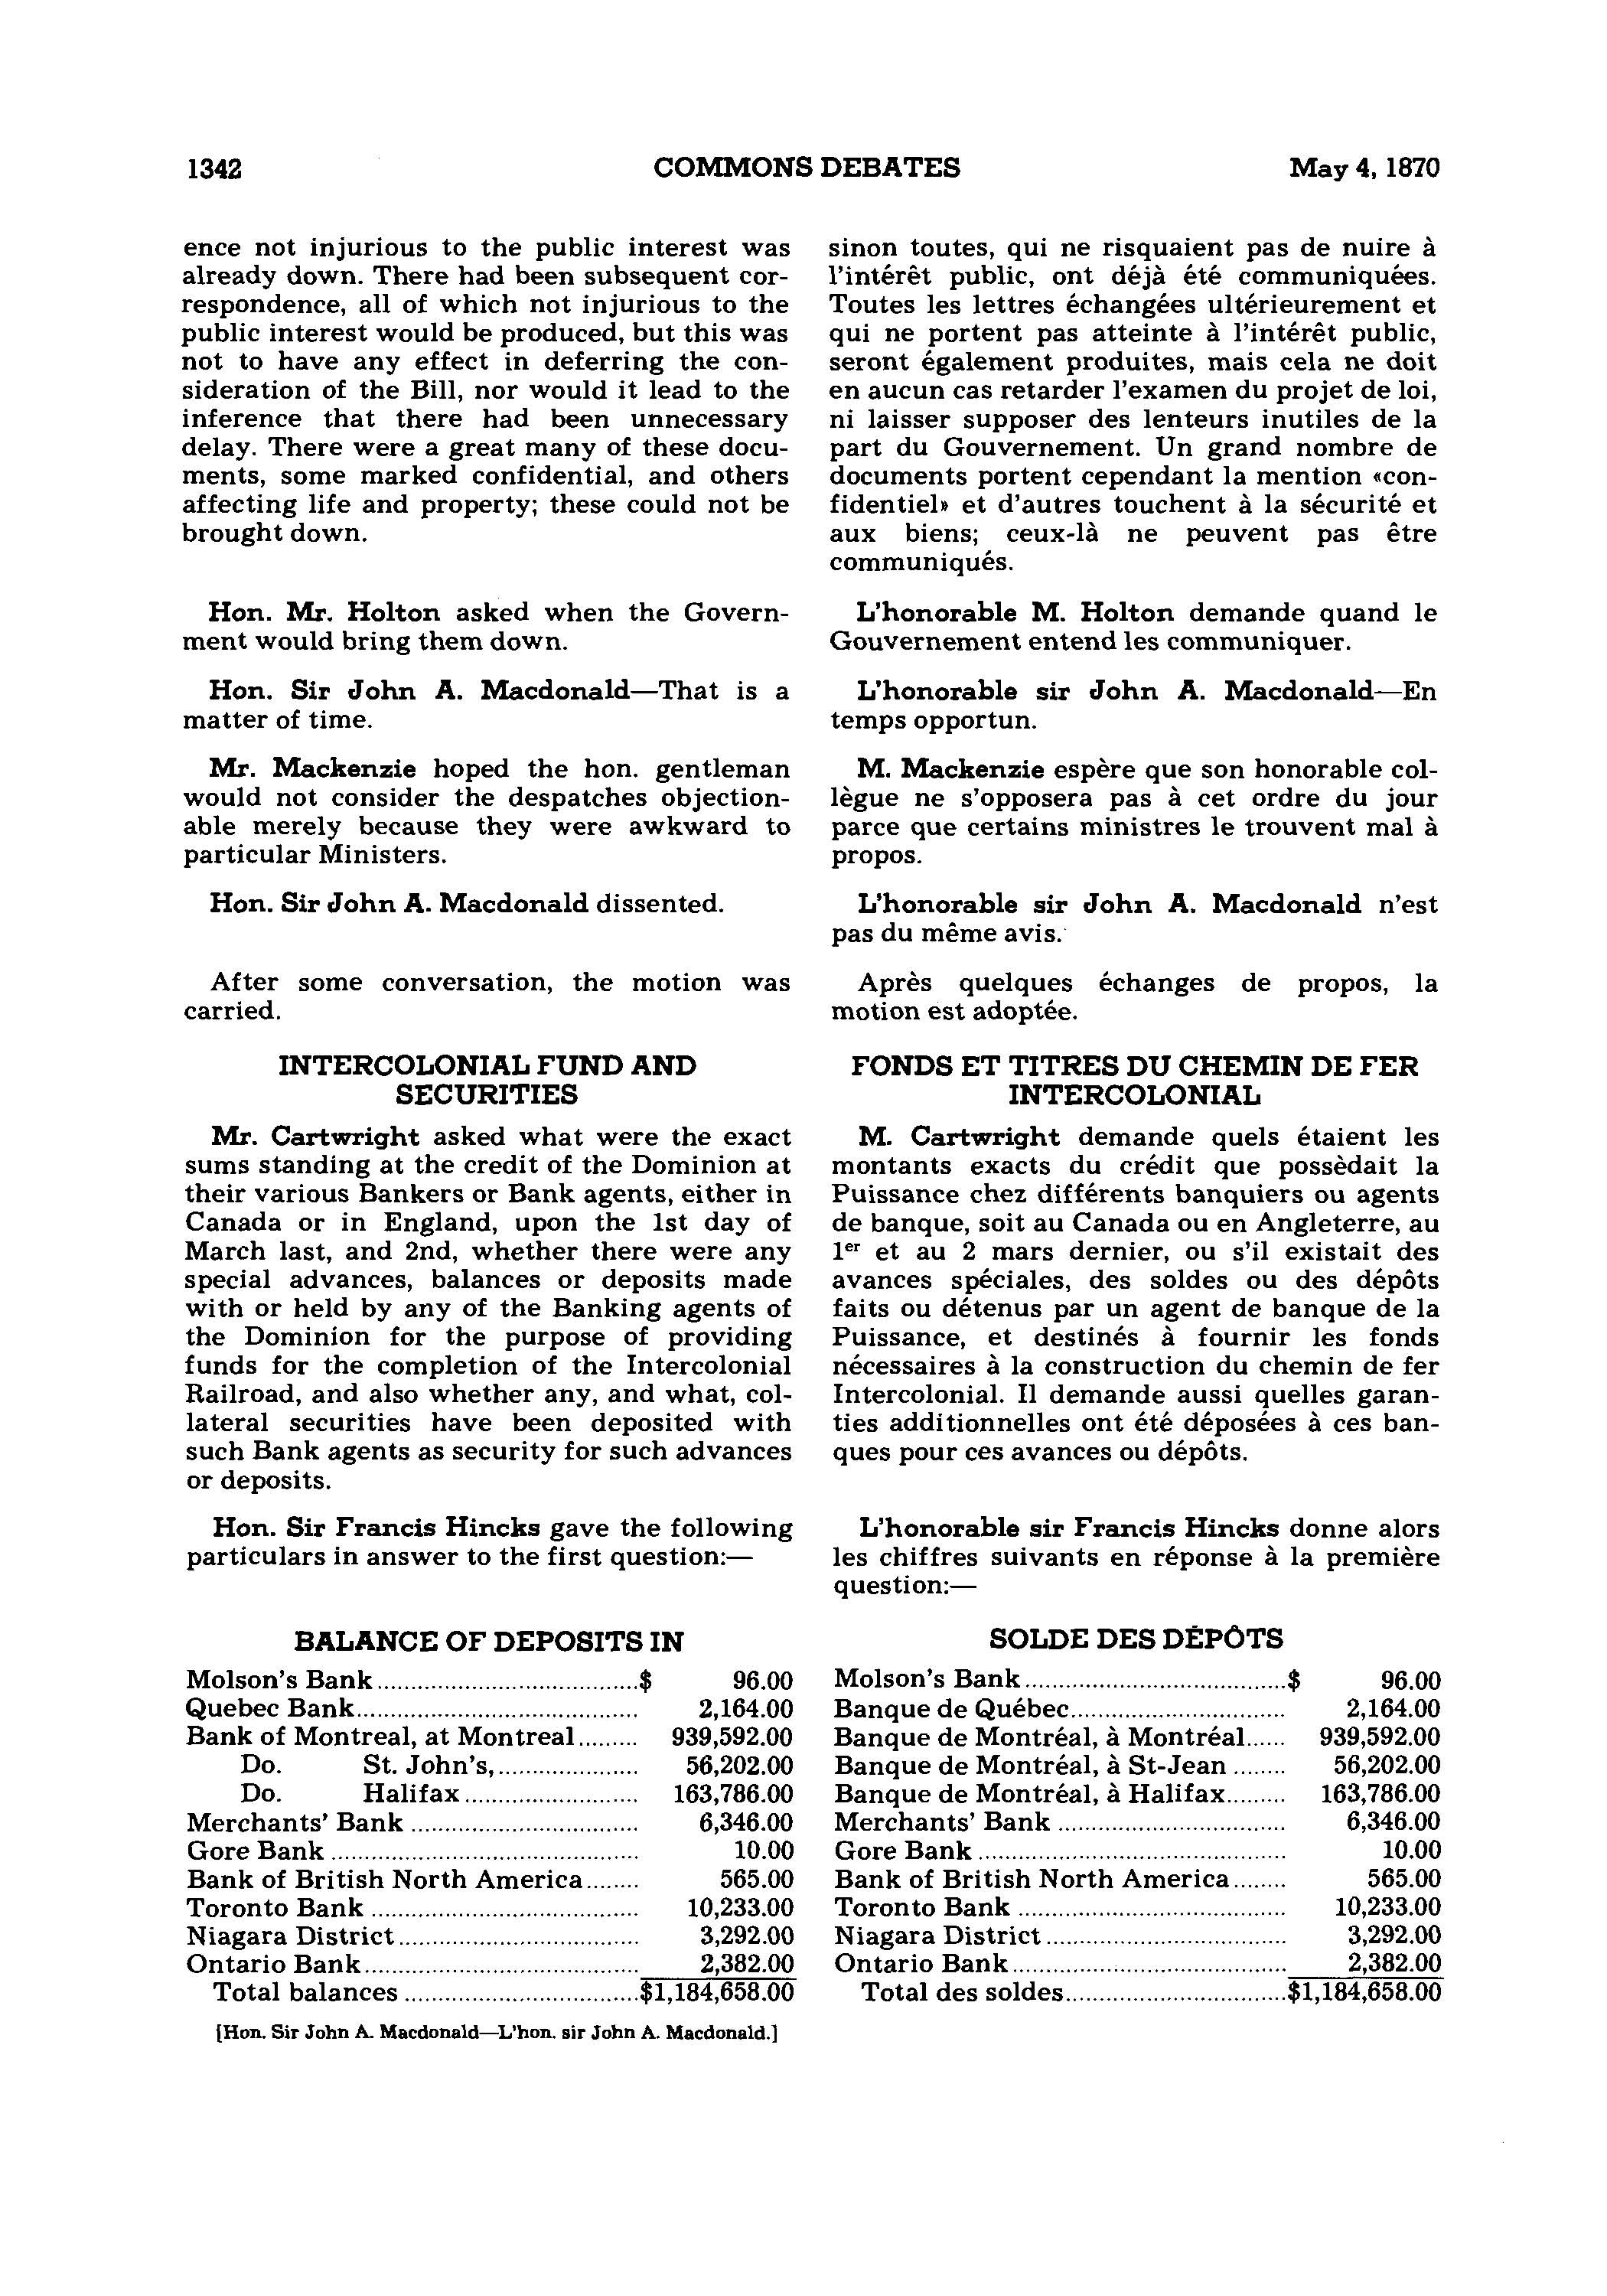 1342 COMMONS DEBATES May 4, 1870
ence not injurious to the public interest was
already down. There had been subsequent cor-
respondence, all of which not injurious to the
public interest would be produced, but this was
not to have any effect in deferring the con-
sideration of the Bill, nor would it lead to the
inference that there had been unnecessary
delay. There were a great many of these docu-
ments, some marked confidential, and others
affecting life and property; these could not be
brought down.
Hon. Mr. Holton asked when the Govern-
ment would bring them down.
Hon. Sir John A. Macdonald—That is a
matter of time.
Mr. Mackenzie hoped the hon. gentleman
would not consider the despatches objection-
able merely because they were awkward to
particular Ministers.
Hon. Sir John A. Macdonald dissented.
After some conversation, the motion was
carried.
INTERCOLONIAL FUND AND
SECURITIES
Mr. Cartwright asked what were the exact
sums standing at the credit of the Dominion at
their various Bankers or Bank agents, either in
Canada or in England, upon the 1st day of
March last, and 2nd, whether there were any
special advances, balances or deposits made
with or held by any of the Banking agents of
the Dominion for the purpose of providing
funds for the completion of the Intercolonial
Railroad, and also whether any, and what, col-
lateral securities have been deposited with
such Bank agents as security for such advances
or deposits.
Hon. Sir Francis Hincks gave the following
particulars in answer to the first question:—
BALANCE OF DEPOSITS IN
Molson's Bank.......................................$ 96.00
Quebec Bank.......................................... 2,164.00
Bank of Montreal, at Montreal......... 939,592.00
Do. St. John's,..................... 56,202.00
Do. Halifax.......................... 163,786.00
Merchants' Bank .................................. 6,346.00
Gore Bank .............................................. 10.00
Bank of British North America........ 565.00
Toronto Bank ........................................ 10,233.00
Niagara District.................................... 3,292.00
Ontario Bank......................................... 2,382.00
Total balances ...................................$1,184,658.00
[Hon. Sir John A. Macdonald—L'hon. sir John A. Macdonald.]
sinon toutes, qui ne risquaient pas de nuire à
l'intérêt public, ont déjà été communiquées.
Toutes les lettres échangées ultérieurement et
qui ne portent pas atteinte à l'intérêt public,
seront également produites, mais cela ne doit
en aucun cas retarder l'examen du projet de loi,
ni laisser supposer des lenteurs inutiles de la
part du Gouvernement. Un grand nombre de
documents portent cependant la mention «con-
fidentiel» et d'autres touchent à la sécurité et
aux biens; ceux-là ne peuvent pas être
communiqués.
L'honorable M. Holton demande quand le
Gouvernement entend les communiquer.
L'honorable sir John A. Macdonald—En
temps opportun.
M. Mackenzie espère que son honorable col-
lègue ne s'opposera pas à cet ordre du jour
parce que certains ministres le trouvent mal à
propos.
L'honorable sir John A. Macdonald n'est
pas du même avis.
Après quelques échanges de propos, la
motion est adoptée.
FONDS ET TITRES DU CHEMIN DE FER
INTERCOLONIAL
M. Cartwright demande quels étaient les
montants exacts du crédit que possèdait la
Puissance chez différents banquiers ou agents
de banque, soit au Canada ou en Angleterre, au
1er et au 2 mars dernier, ou s'il existait des
avances spéciales, des soldes ou des dépôts
faits ou détenus par un agent de banque de la
Puissance, et destinés à fournir les fonds
nécessaires à la construction du chemin de fer
Intercolonial. Il demande aussi quelles garan-
ties additionnelles ont été déposées à ces ban-
ques pour ces avances ou dépôts.
L'honorable sir Francis Hincks donne alors
les chiffres suivants en réponse à la première
question:—
SOLDE DES DÉPÔTS
Molson's Bank.......................................$ 96.00
Banque de Québec................................ 2,164.00
Banque de Montréal, à Montréal...... 939,592.00
Banque de Montréal, à St-Jean ........ 56,202.00
Banque de Montréal, à Halifax......... 163,786.00
Merchants' Bank .................................. 6,346.00
Gore Bank .............................................. 10.00
Bank of British North America........ 565.00
Toronto Bank ........................................ 10,233.00
Niagara District.................................... 3,292.00
Ontario Bank......................................... 2,382.00
Total des soldes.................................$1,184,658.00